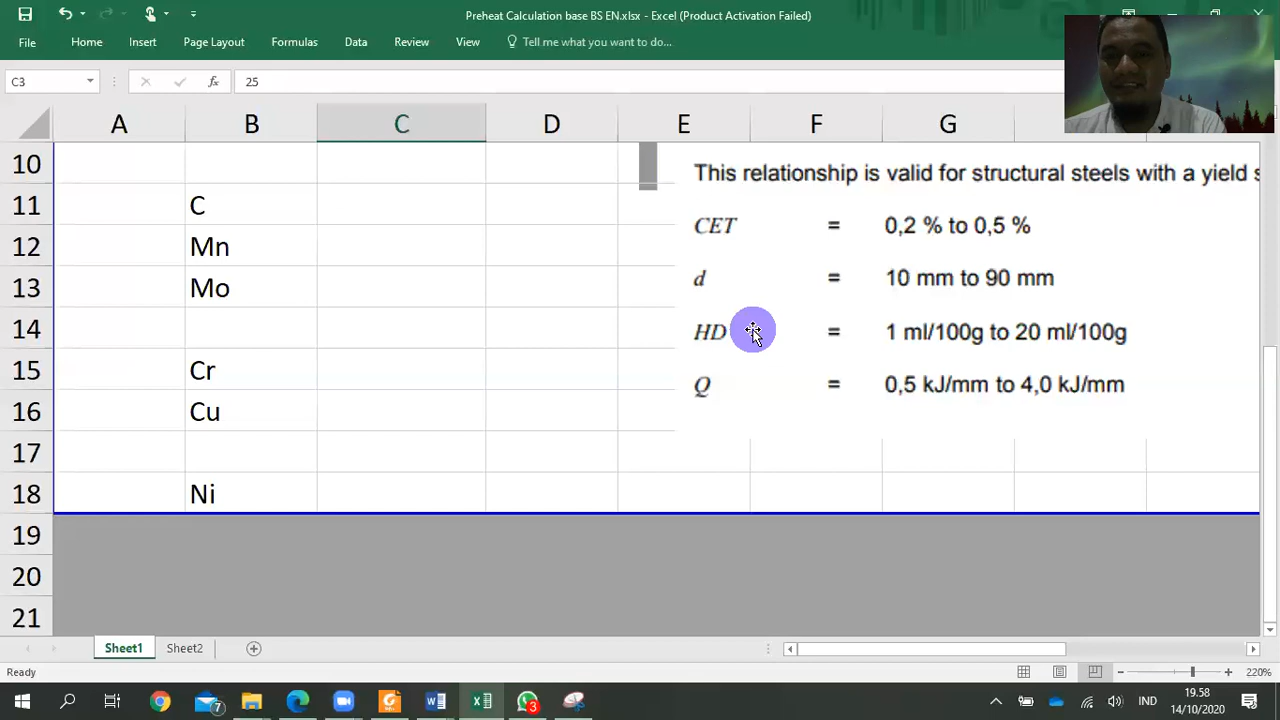 Preheat Calculation base BS EN.xlsx - Excel (Product Activation Failed)
File Home Insert Page Layout Formulas Data Review View Tell me what you want to do...
C3 fx 25
A B C D E F G
10 This relationship is valid for structural steels with a yield s
11 C CET = 0,2 % to 0,5 %
12 Mn
13 Mo d = 10 mm to 90 mm
14 HD = 1 ml/100g to 20 ml/100g
15 Cr Q = 0,5 kJ/mm to 4,0 kJ/mm
16 Cu
17
18 Ni
19
20
21
Sheet1 Sheet2
Ready 220%
7 W 3 IND 19.58
14/10/2020